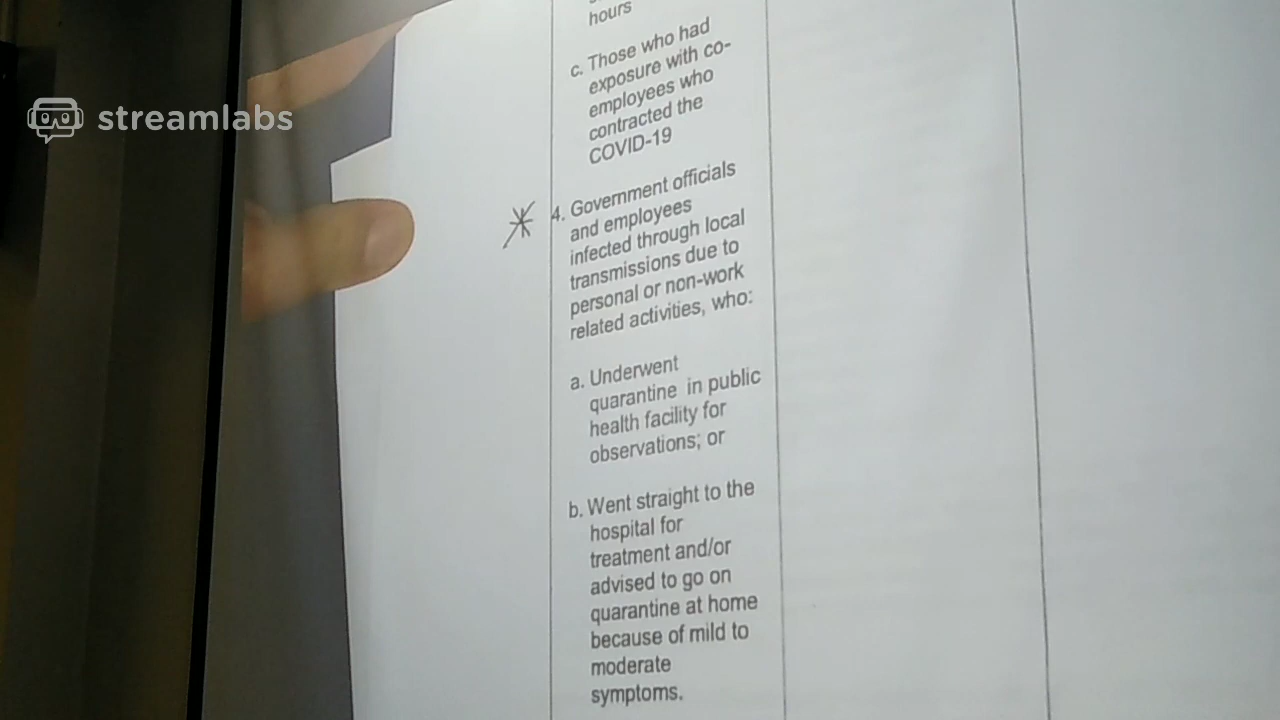 streamlabs
hours
c. Those who had
exposure with co-
employees who
contracted the
COVID-19
4. Government officials
and employees
infected through local
transmissions due to
personal or non-work
related activities, who:
a. Underwent
quarantine in public
health facility for
observations; or
b. Went straight to the
hospital for
treatment and/or
advised to go on
quarantine at home
because of mild to
moderate
symptoms.